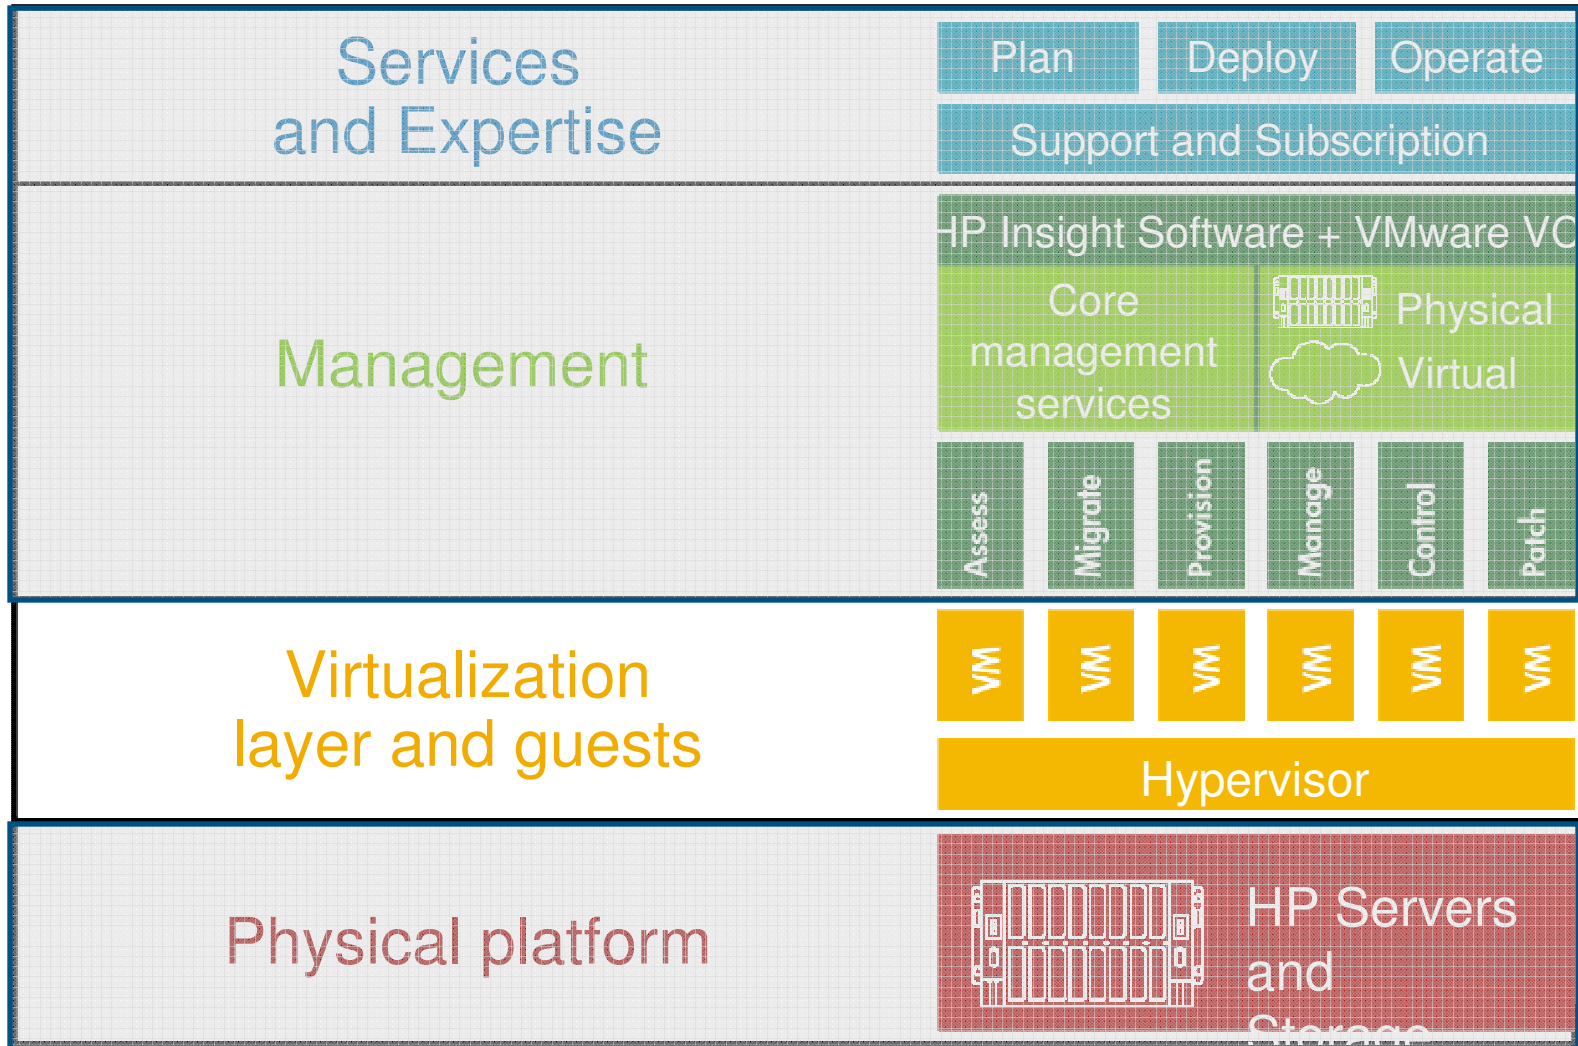 Services
and Expertise
Plan
Deploy
Operate
Support and Subscription
Management
HP Insight Software + VMware VC
Core
management
services
Physical
Virtual
Assess
Migrate
Provision
Manage
Control
Patch
Virtualization
layer and guests
VM
VM
VM
VM
VM
VM
Hypervisor
Physical platform
HP Servers
and
Storage